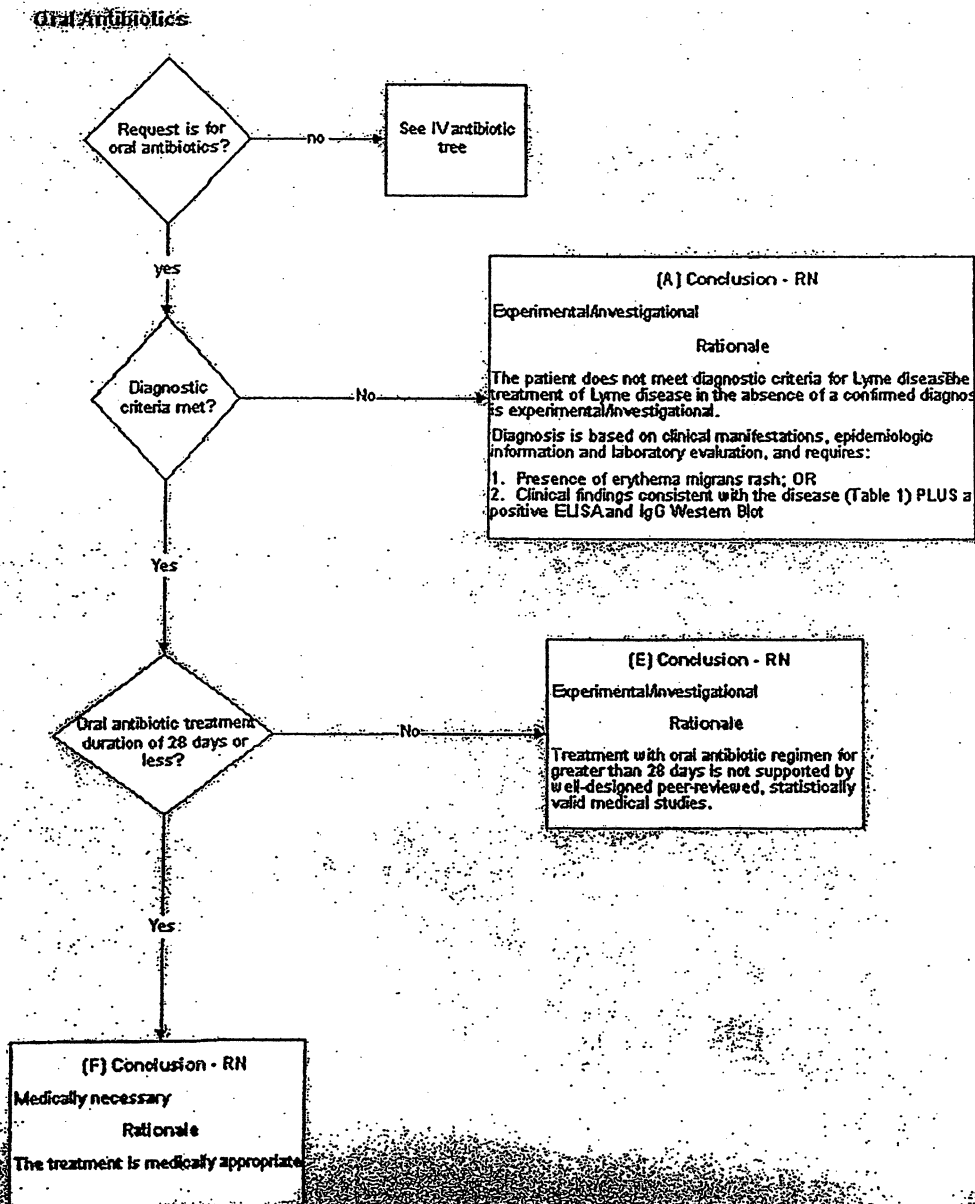 Oral Antibiotics
Request is for
oral antibiotics?
no
See IV antibiotic
tree
yes
Diagnostic
criteria met?
No
(A) Conclusion - RN
Experimental/investigational
Rationale
The patient does not meet diagnostic criteria for Lyme disease The
treatment of Lyme disease in the absence of a confirmed diagnos
is experimental/investigational.
Diagnosis is based on clinical manifestations, epidemiologic
information and laboratory evaluation, and requires:
1. Presence of erythema migrans rash; OR
2. Clinical findings consistent with the disease (Table 1) PLUS a
positive ELISA and IgG Western Blot
Yes
Oral antibiotic treatment
duration of 28 days or
less?
No
(E) Conclusion - RN
Experimental/investigational
Rationale
Treatment with oral antibiotic regimen for
greater than 28 days is not supported by
well-designed peer-reviewed, statistically
valid medical studies.
Yes
(F) Conclusion - RN
Medically necessary
Rationale
The treatment is medically appropriate